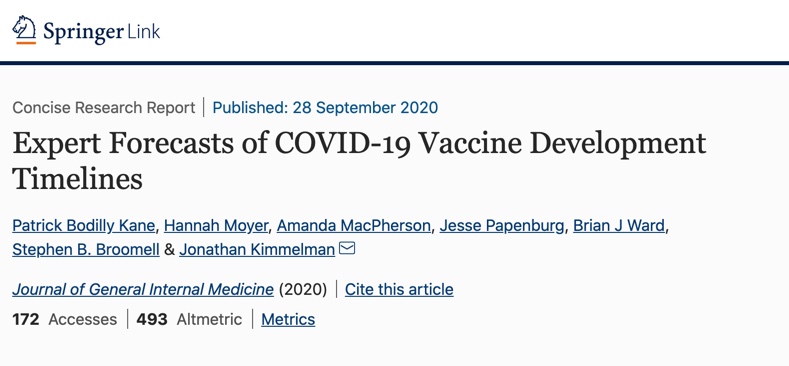 Springer Link
Concise Research Report | Published: 28 September 2020
Expert Forecasts of COVID-19 Vaccine Development
Timelines
Patrick Bodilly Kane, Hannah Moyer, Amanda MacPherson, Jesse Papenburg, Brian J Ward,
Stephen B. Broomell & Jonathan Kimmelman
Journal of General Internal Medicine (2020) | Cite this article
172 Accesses | 493 Altmetric | Metrics